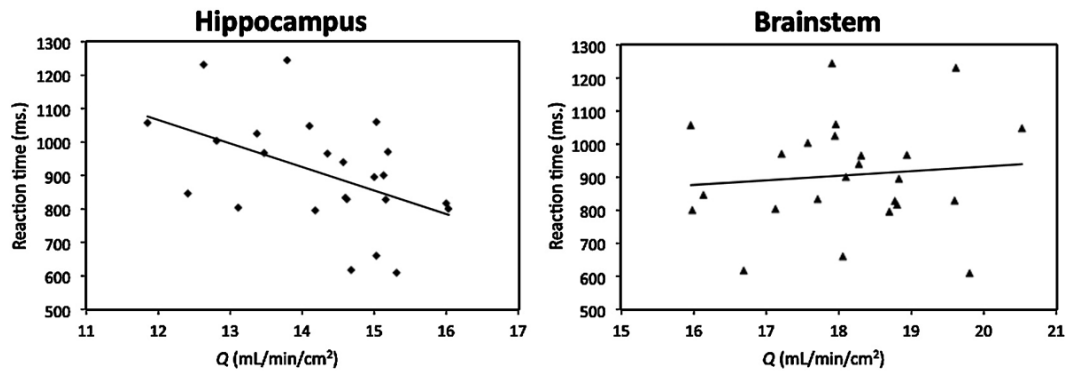 Hippocampus
Reaction time (ms.)
1300
1200
1100
1000
900
800
700
600
500
11 12 13 14 15 16 17
Q (mL/min/cm²)
Brainstem
Reaction time (ms.)
1300
1200
1100
1000
900
800
700
600
500
15 16 17 18 19 20 21
Q (mL/min/cm²)